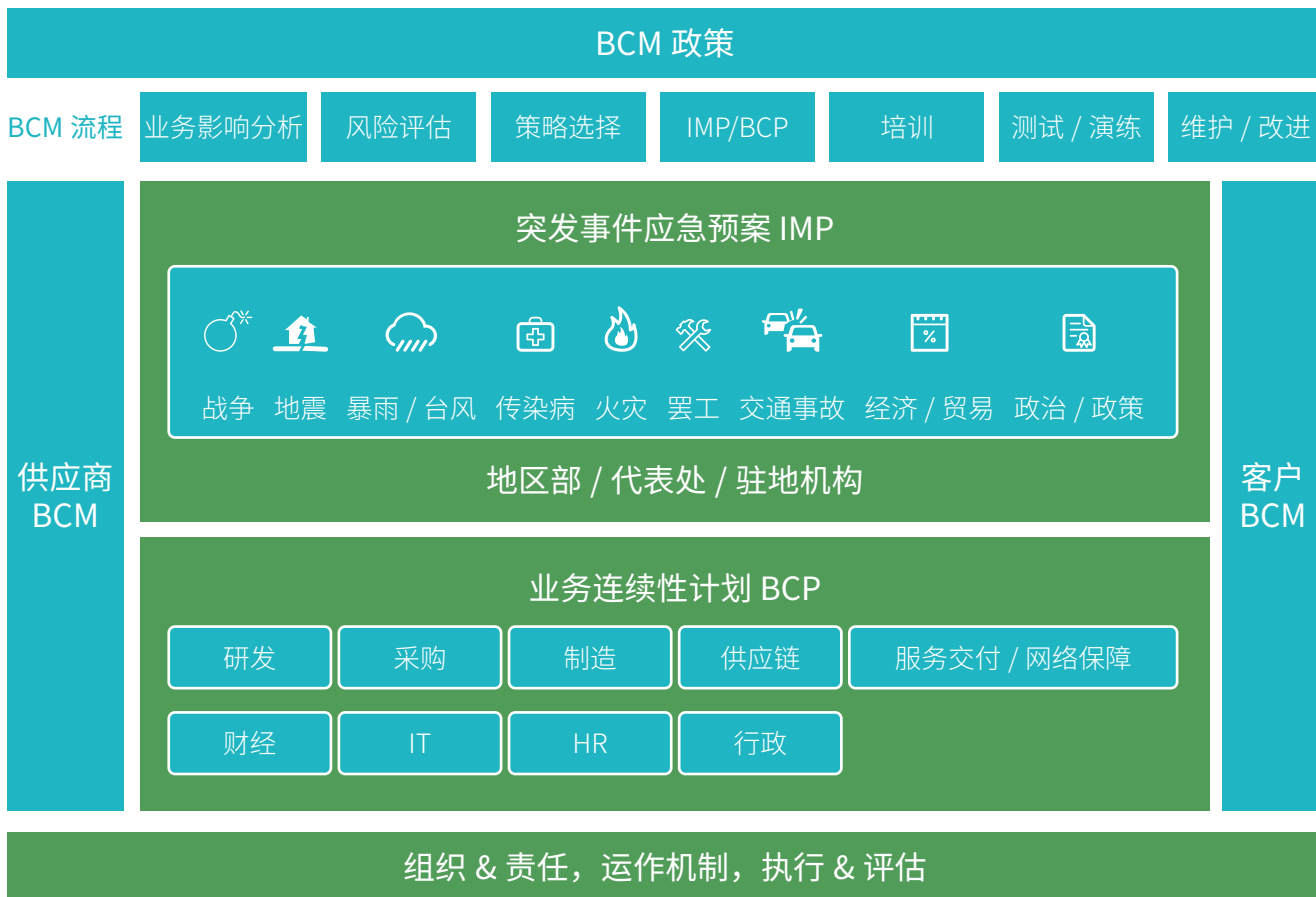 BCM 政策
BCM 流程 业务影响分析 风险评估 策略选择 IMP/BCP 培训 测试 / 演练 维护 / 改进
突发事件应急预案 IMP
%
战争 地震 暴雨 / 台风 传染病 火灾 罢工 交通事故 经济 / 贸易 政治 / 政策
地区部 / 代表处 / 驻地机构
供应商
BCM
客户
BCM
业务连续性计划 BCP
研发 采购 制造 供应链 服务交付 / 网络保障
财经 IT HR 行政
组织 & 责任，运作机制，执行 & 评估